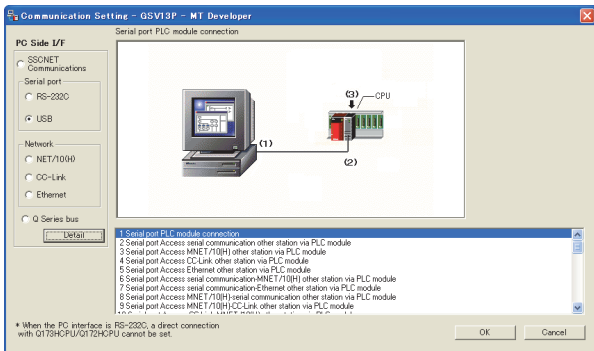 Communication Setting - GSV13P - MT Developer
PC Side I/F
SSCNET
Communications
Serial port
RS-232C
USB
Network
NET/10(H)
CC-Link
Ethernet
Q Series bus
Detail
Serial port PLC module connection
(3) CPU
(1)
(2)
1 Serial port PLC module connection
2 Serial port Access serial communication other station via PLC module
3 Serial port Access MNET/10(H) other station via PLC module
4 Serial port Access CC-Link other station via PLC module
5 Serial port Access Ethernet other station via PLC module
6 Serial port Access serial communication-MNET/10(H) other station via PLC module
7 Serial port Access serial communication-Ethernet other station via PLC module
8 Serial port Access MNET/10(H)-serial communication other station via PLC module
9 Serial port Access MNET/10(H)-CC-Link other station via PLC module
* When the PC interface is RS-232C, a direct connection
with Q173HCPU/Q172HCPU cannot be set.
OK
Cancel